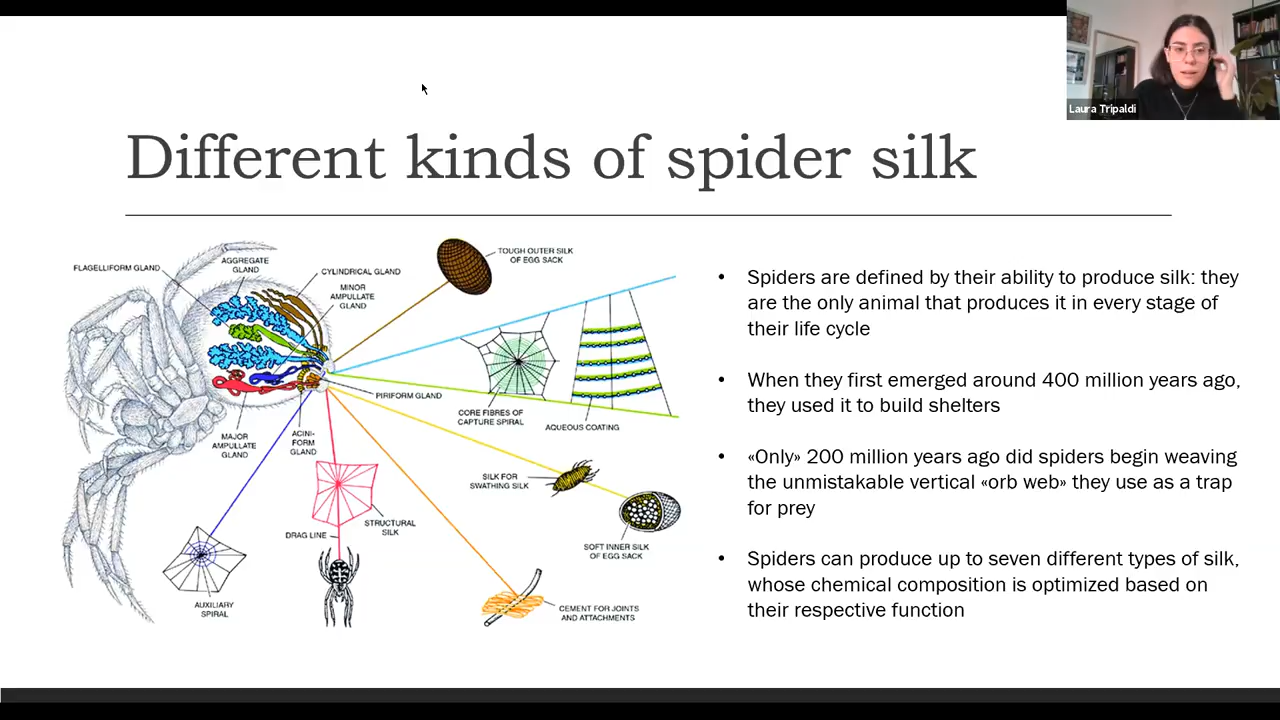 Laura Tripaldi
Different kinds of spider silk
FLAGELLIFORM GLAND
AGGREGATE
GLAND
CYLINDRICAL GLAND
MINOR
AMPULLATE
GLAND
TOUGH OUTER SILK
OF EGG SACK
PIRIFORM GLAND
CORE FIBRES OF
CAPTURE SPIRAL
AQUEOUS COATING
MAJOR
AMPULLATE
GLAND
ACINI-
FORM
GLAND
SILK FOR
SWATHING SILK
SOFT INNER SILK
OF EGG SACK
STRUCTURAL
SILK
DRAG LINE
AUXILIARY
SPIRAL
CEMENT FOR JOINTS
AND ATTACHMENTS
• Spiders are defined by their ability to produce silk: they
are the only animal that produces it in every stage of
their life cycle
• When they first emerged around 400 million years ago,
they used it to build shelters
• «Only» 200 million years ago did spiders begin weaving
the unmistakable vertical «orb web» they use as a trap
for prey
• Spiders can produce up to seven different types of silk,
whose chemical composition is optimized based on
their respective function